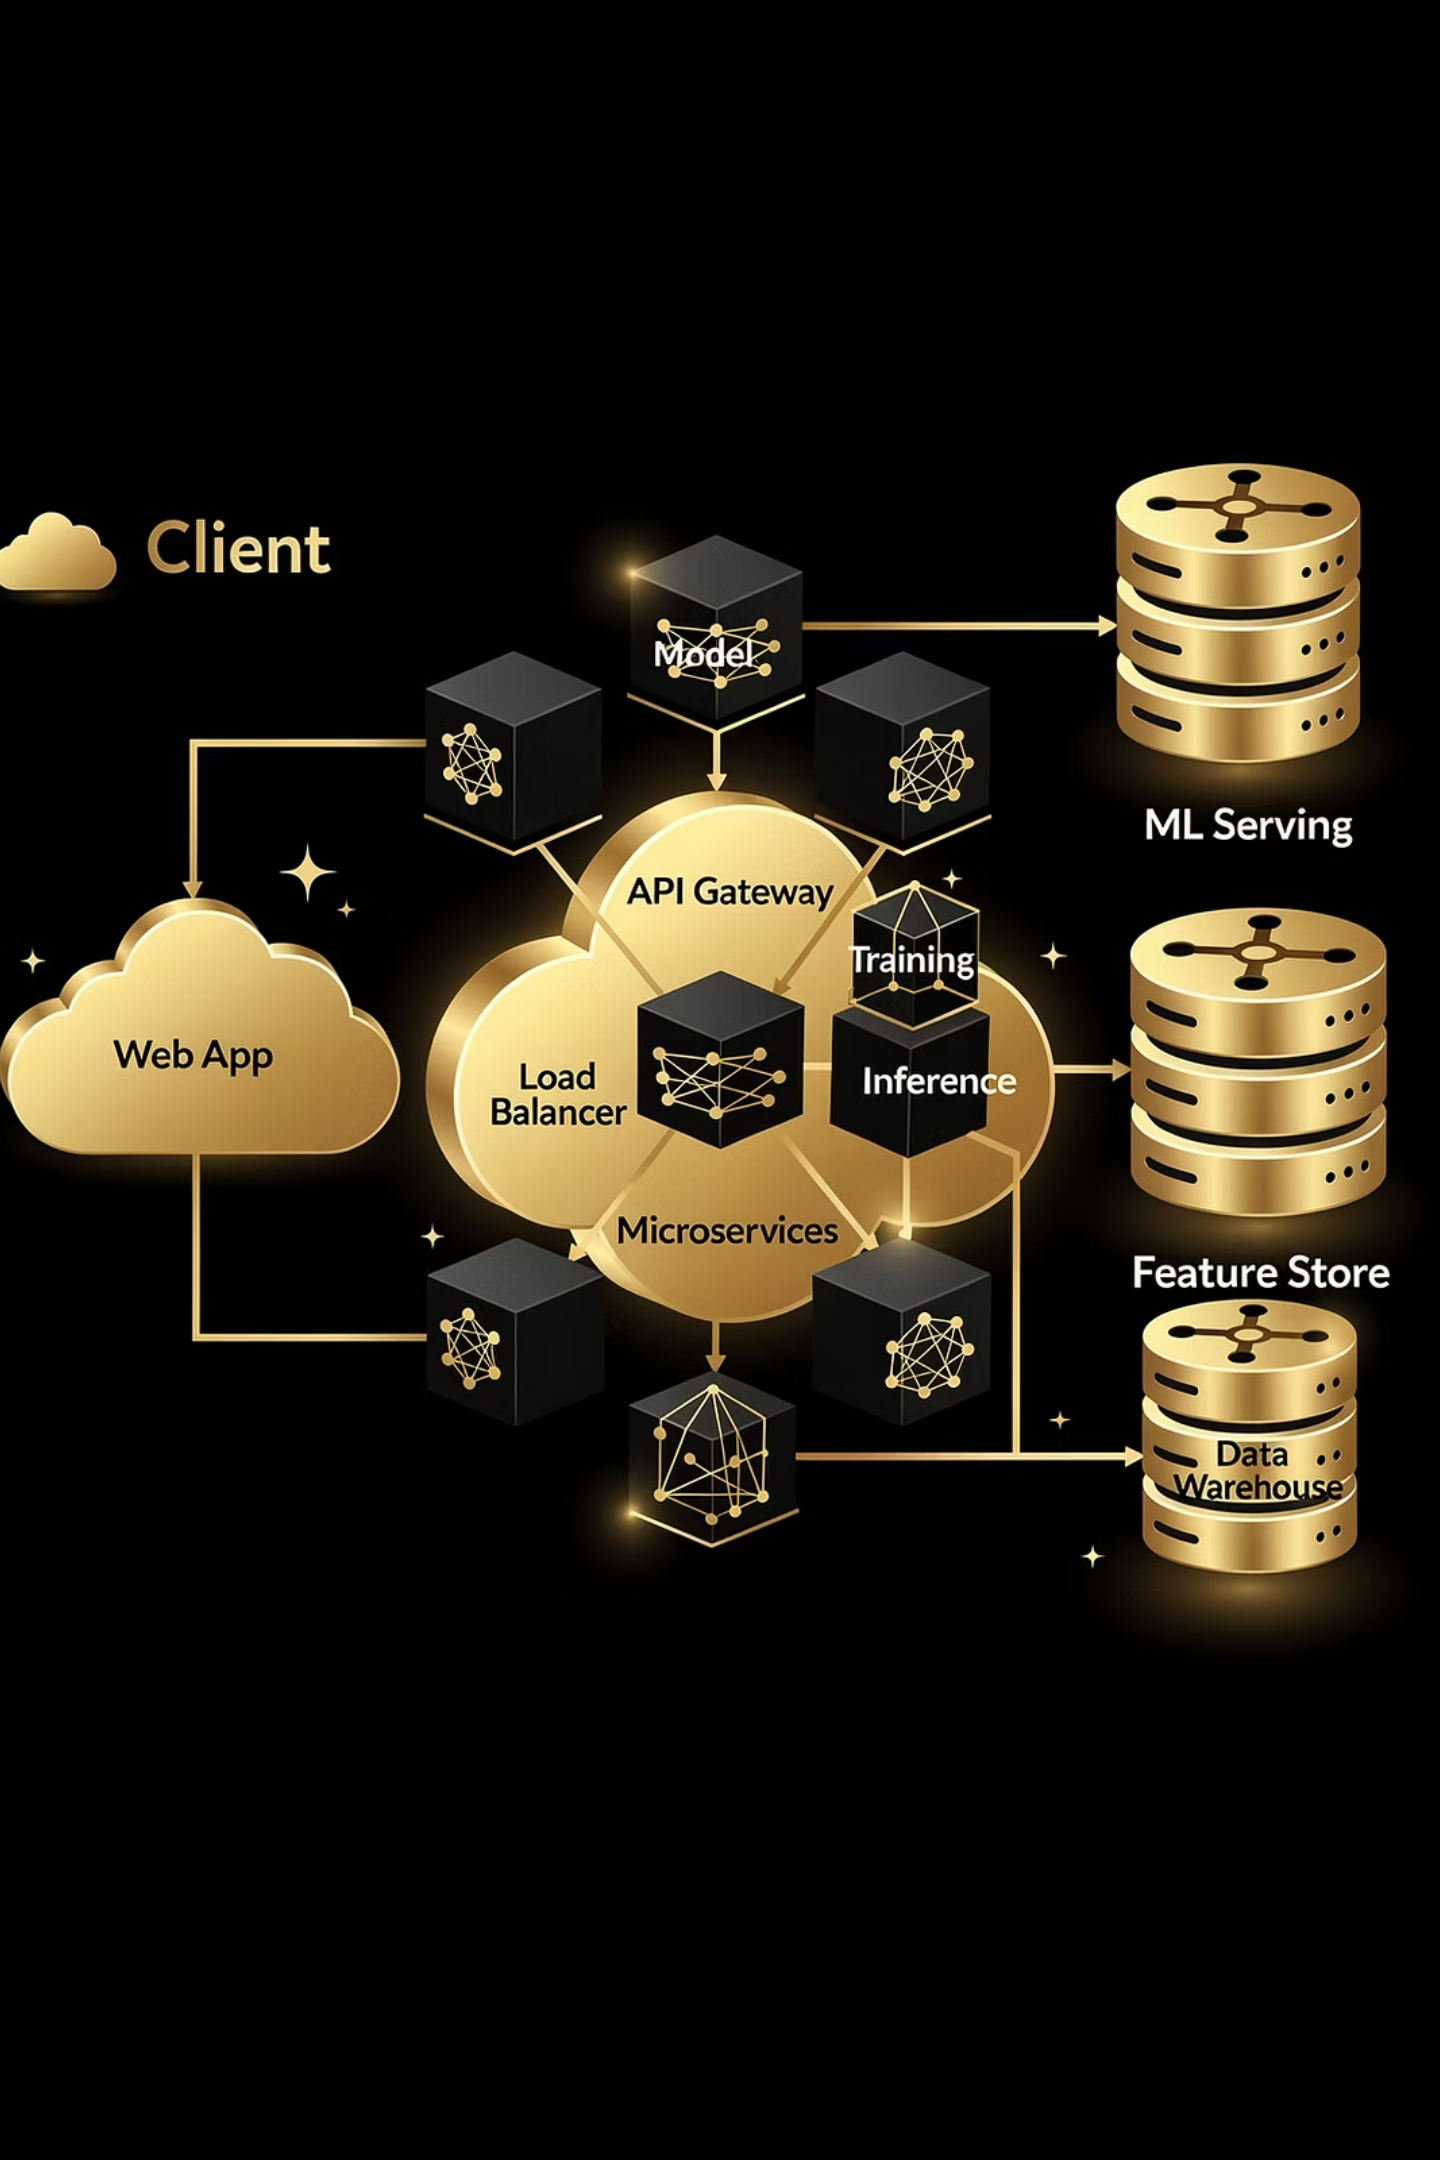 Client
Model
ML Serving
API Gateway
Training
Web App
Load
Balancer
Inference
Microservices
Feature Store
Data
Warehouse